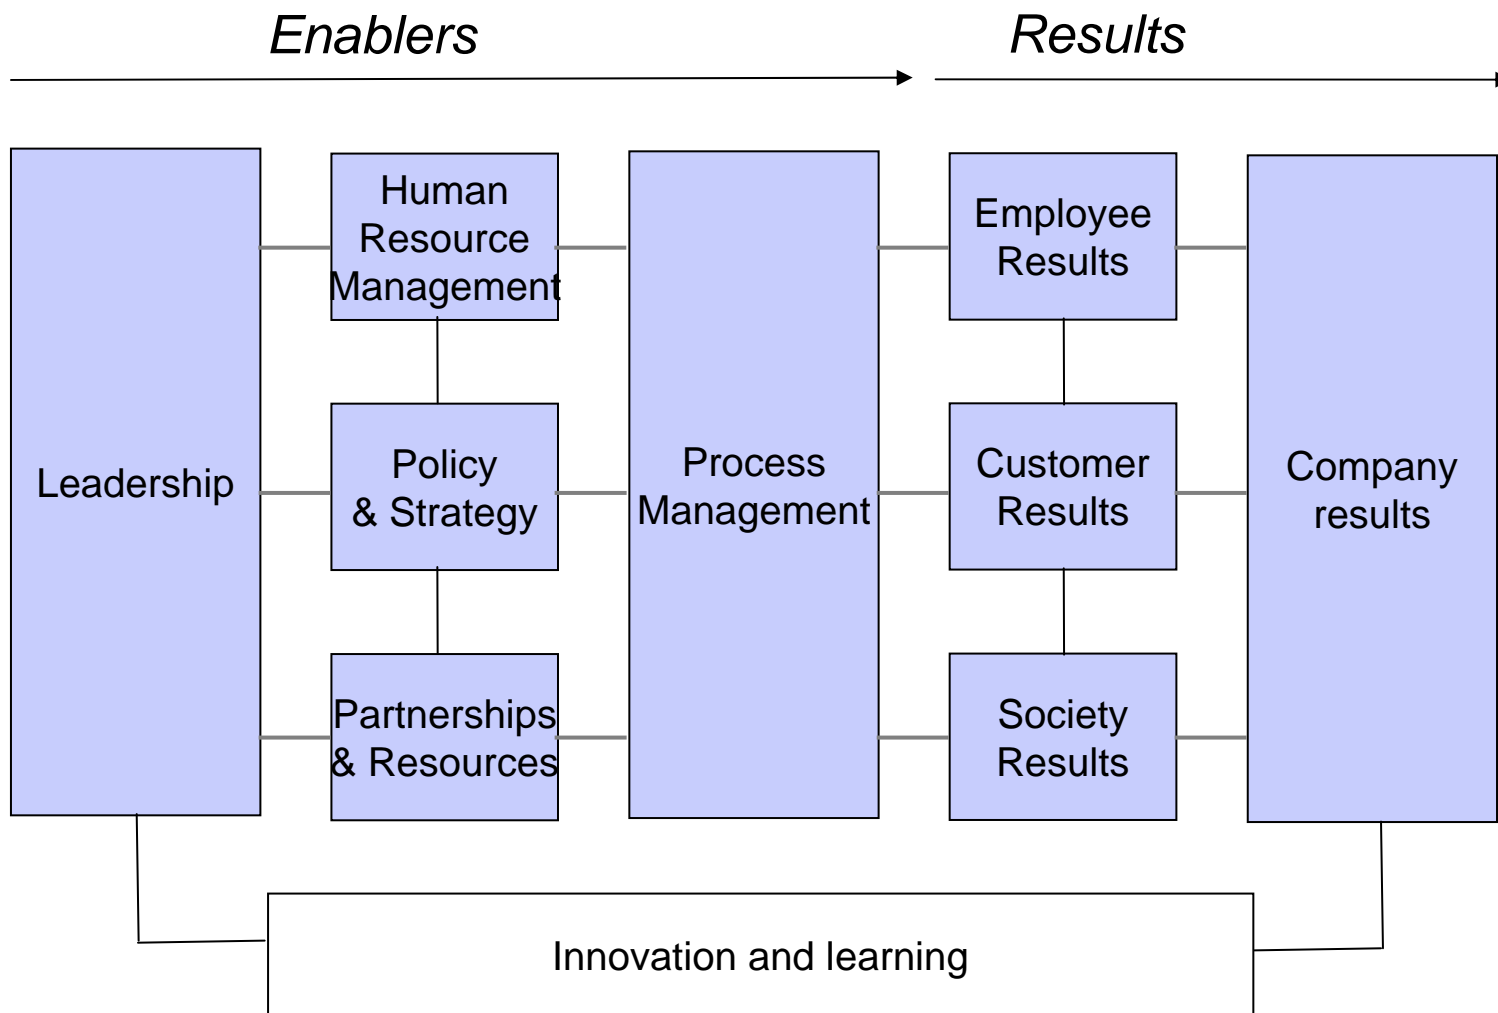 Enablers
Results
Leadership
Human
Resource
Management
Policy
& Strategy
Partnerships
& Resources
Process
Management
Employee
Results
Customer
Results
Society
Results
Company
results
Innovation and learning